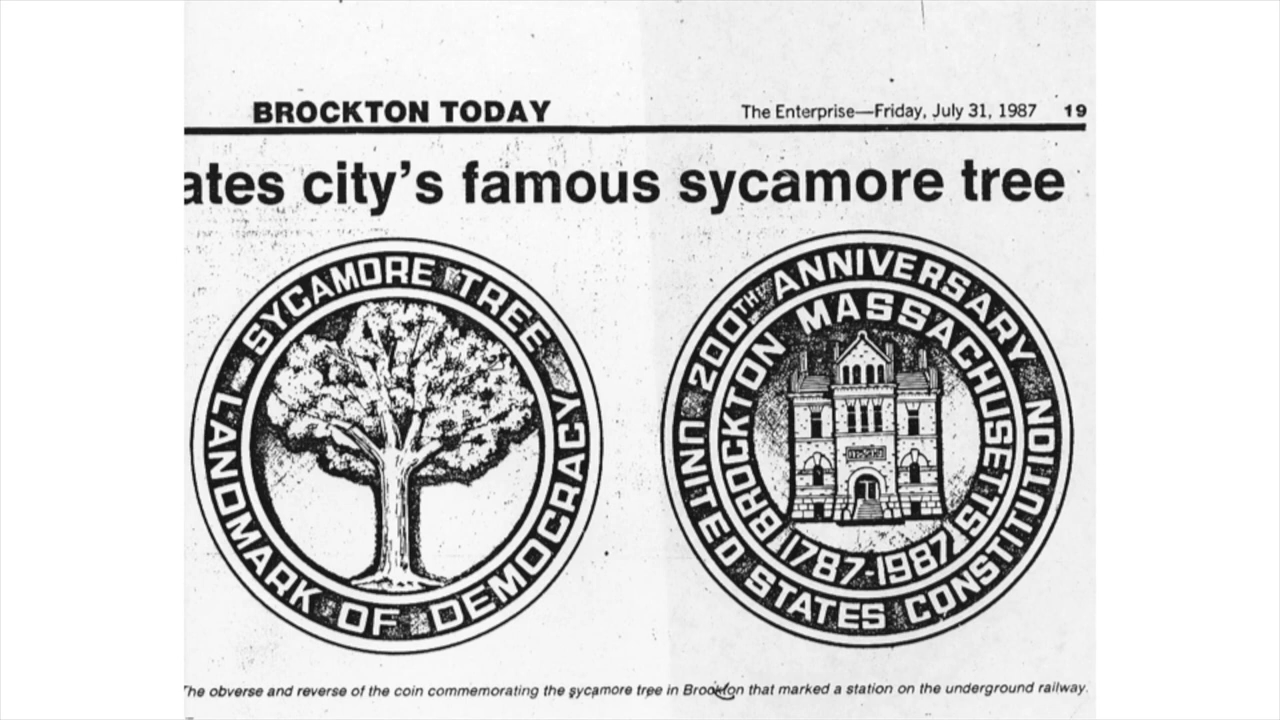 BROCKTON TODAY
The Enterprise—Friday, July 31, 1987 19
ates city's famous sycamore tree
SYCAMORE TREE
LANDMARK OF DEMOCRACY
200TH ANNIVERSARY
UNITED STATES CONSTITUTION
BROCKTON MASSACHUSETTS
1787-1987
The obverse and reverse of the coin commemorating the sycamore tree in Brockton that marked a station on the underground railway.